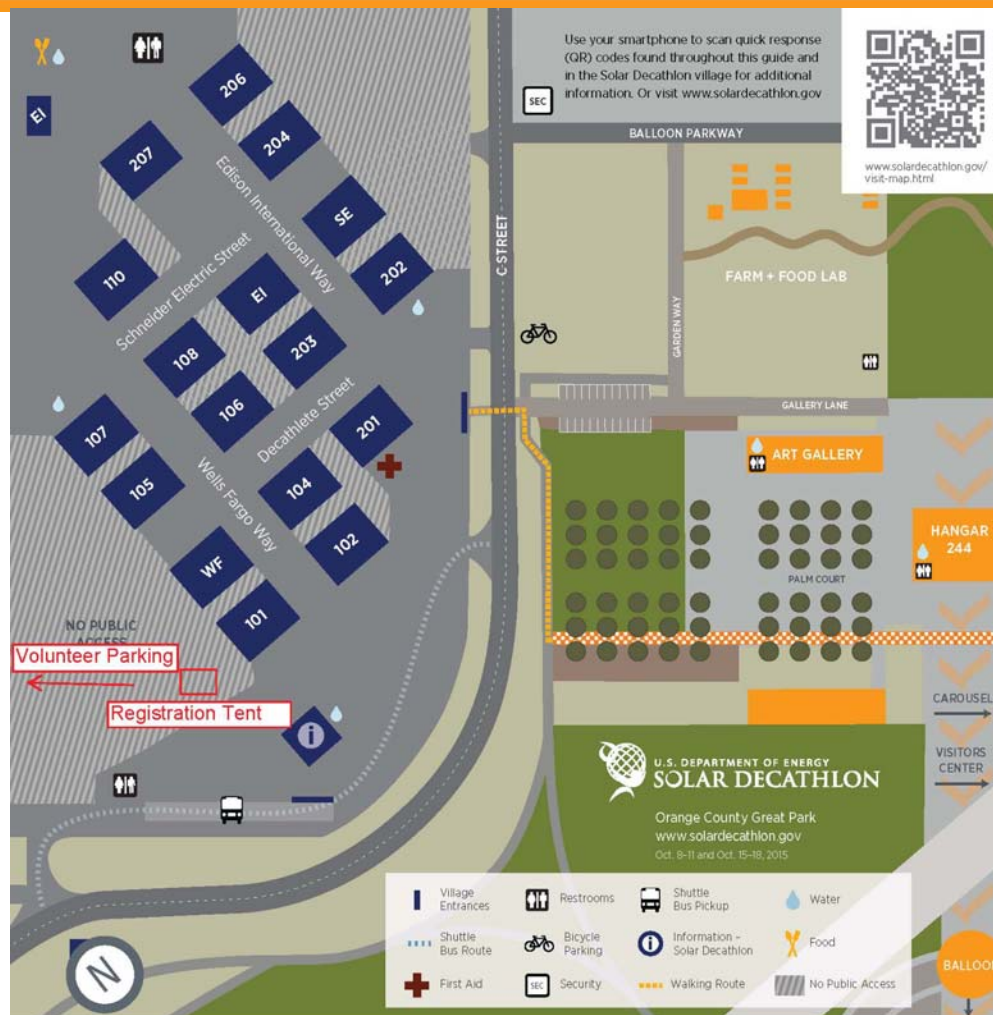 Use your smartphone to scan quick response
(QR) codes found throughout this guide and
in the Solar Decathlon village for additional
information. Or visit www.solardecathlon.gov
www.solardecathlon.gov/
visit-map.html
SEC
BALLOON PARKWAY
C STREET
GARDEN WAY
FARM + FOOD LAB
GALLERY LANE
ART GALLERY
HANGAR
244
PALM COURT
CAROUSEL
VISITORS
CENTER
BALLOON
EI
206
204
207
SE
202
110
EI
203
108
106
201
107
105
104
102
WF
101
Edison International Way
Schneider Electric Street
Decathlete Street
Wells Fargo Way
NO PUBLIC
ACCESS
Volunteer Parking
Registration Tent
i
U.S. DEPARTMENT OF ENERGY
SOLAR DECATHLON
Orange County Great Park
www.solardecathlon.gov
Oct. 8–11 and Oct. 15–18, 2015
N
Village
Entrances
Restrooms
Shuttle
Bus Pickup
Water
Shuttle
Bus Route
Bicycle
Parking
i
Information –
Solar Decathlon
Food
First Aid
SEC
Security
Walking Route
No Public Access